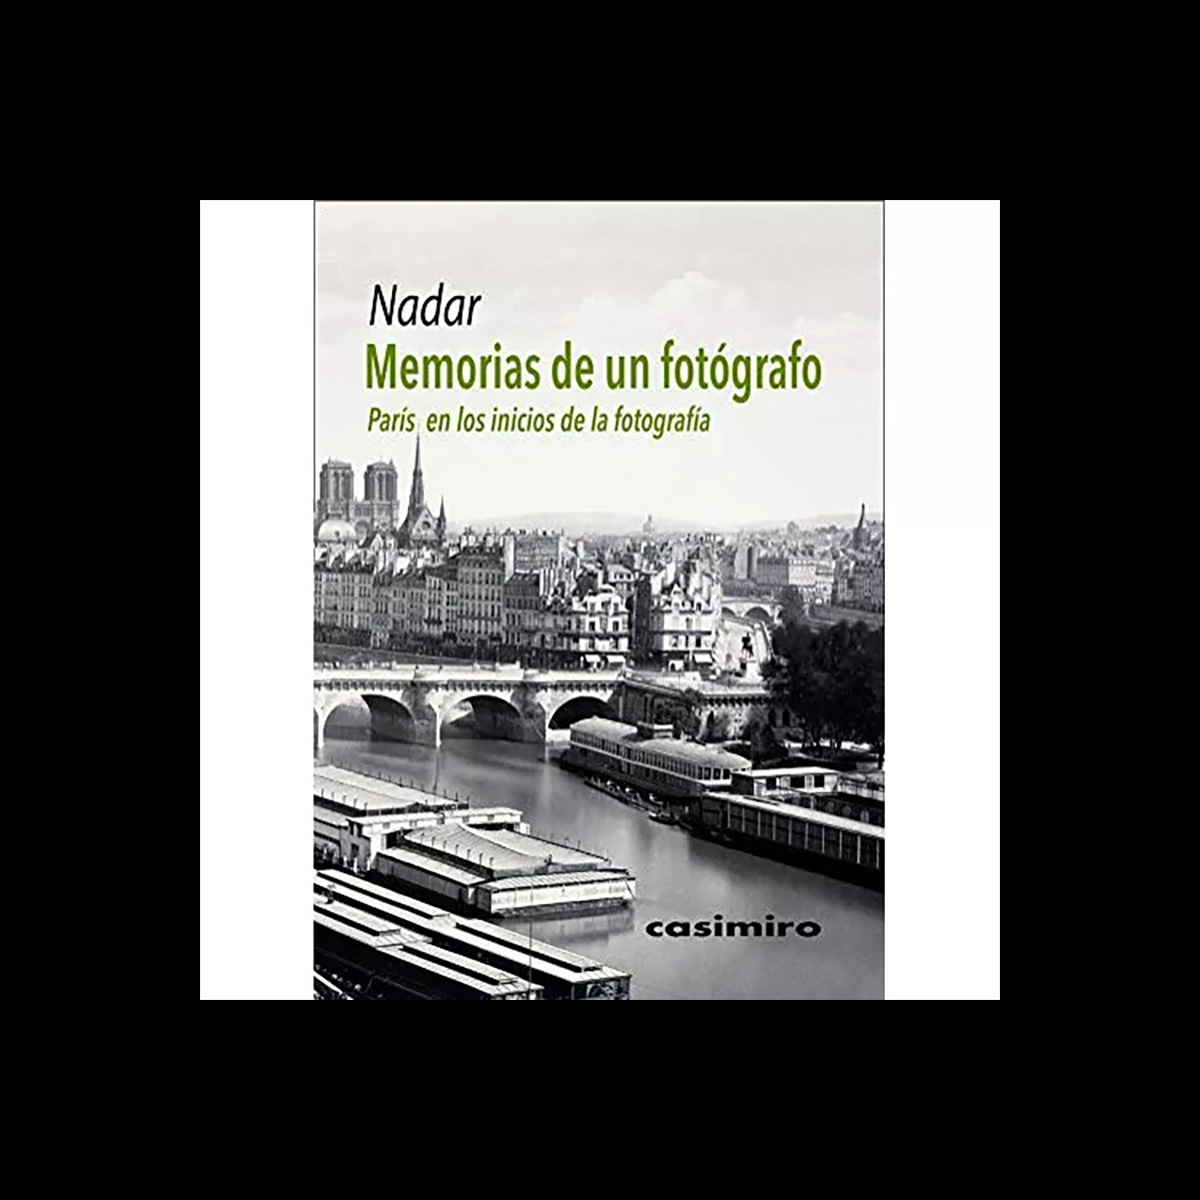 Nadar
Memorias de un fotógrafo
París en los inicios de la fotografía
casimiro